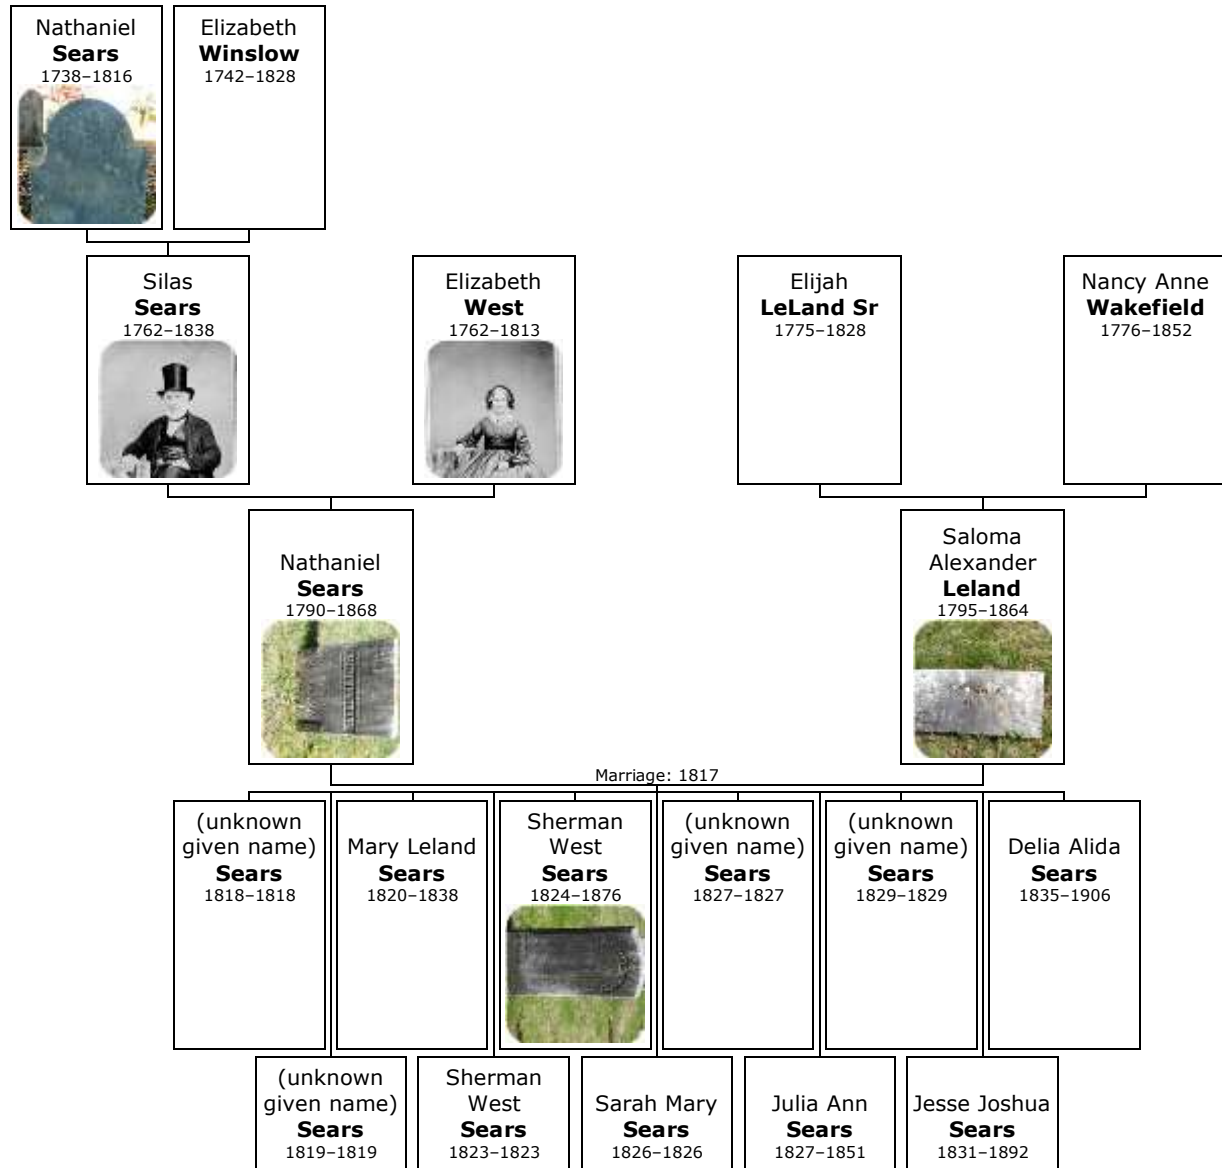 Nathaniel
Sears
1738–1816
Elizabeth
Winslow
1742–1828
Silas
Sears
1762–1838
Elizabeth
West
1762–1813
Elijah
LeLand Sr
1775–1828
Nancy Anne
Wakefield
1776–1852
Nathaniel
Sears
1790–1868
Saloma
Alexander
Leland
1795–1864
Marriage: 1817
(unknown
given name)
Sears
1818–1818
Mary Leland
Sears
1820–1838
Sherman
West
Sears
1824–1876
(unknown
given name)
Sears
1827–1827
(unknown
given name)
Sears
1829–1829
Delia Alida
Sears
1835–1906
(unknown
given name)
Sears
1819–1819
Sherman
West
Sears
1823–1823
Sarah Mary
Sears
1826–1826
Julia Ann
Sears
1827–1851
Jesse Joshua
Sears
1831–1892